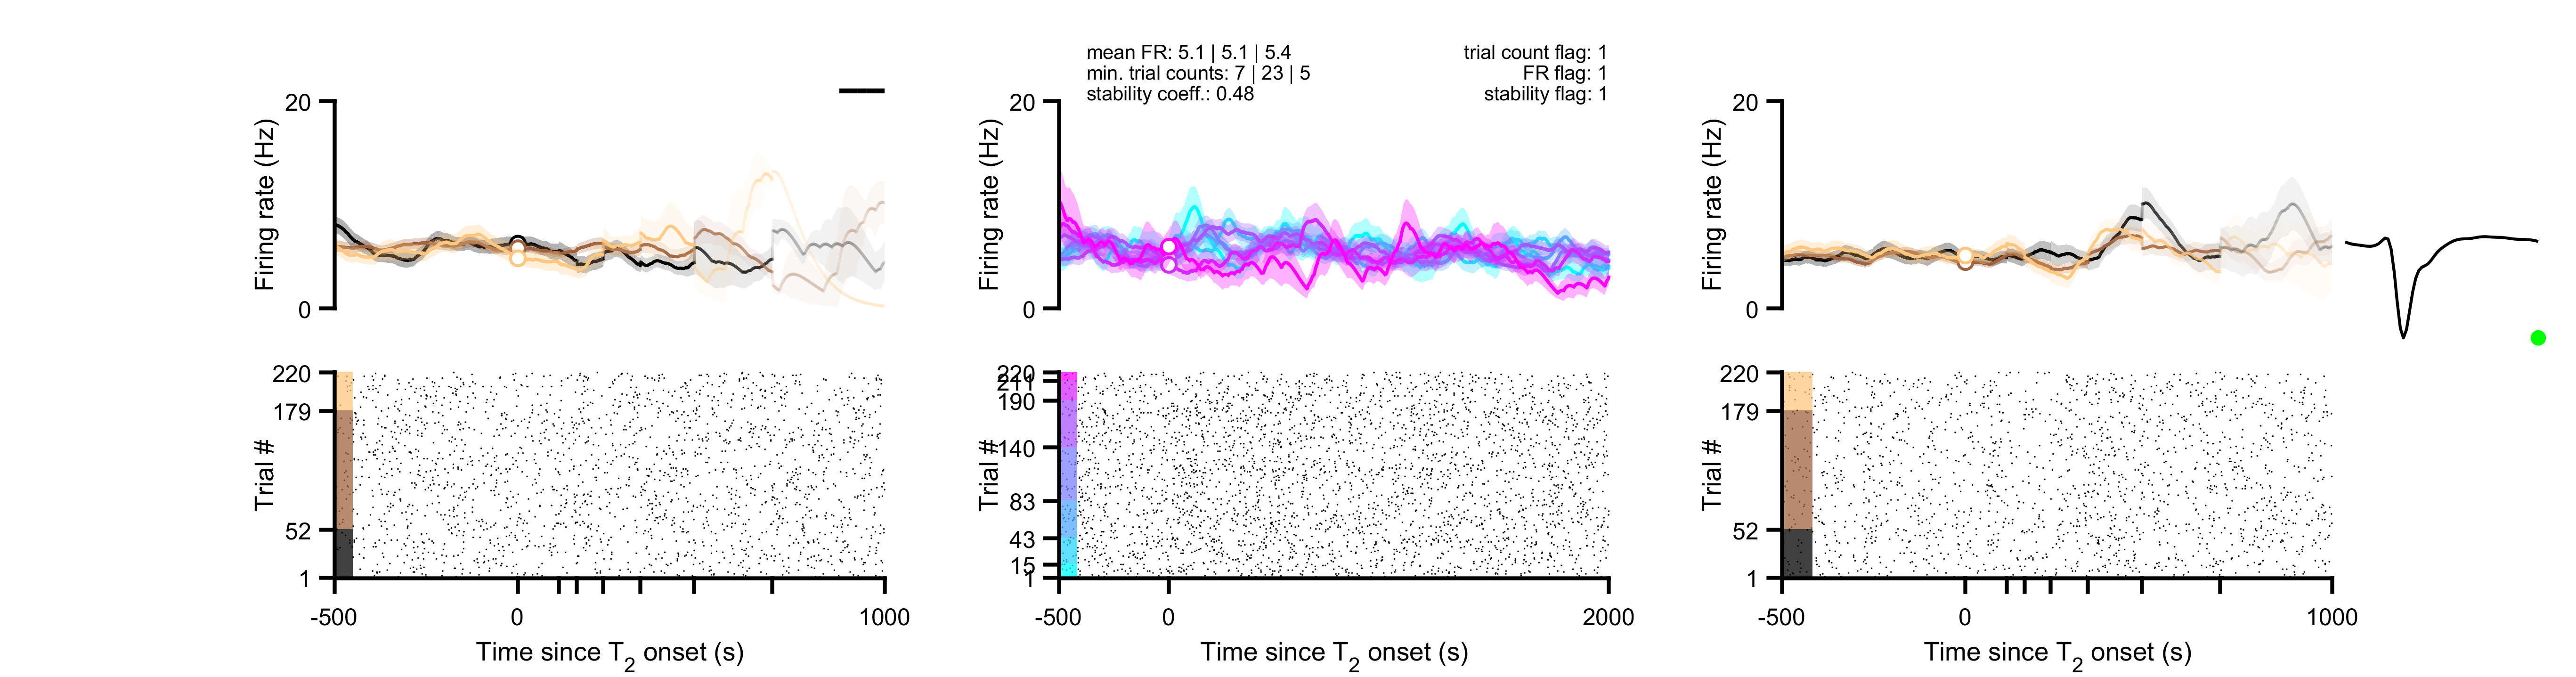 mean FR: 5.1 | 5.1 | 5.4
min. trial counts: 7 | 23 | 5
stability coeff.: 0.48
trial count flag: 1
FR flag: 1
stability flag: 1
20
Firing rate (Hz)
0
220
179
Trial #
52
1
-500
0
1000
Time since T2 onset (s)
20
Firing rate (Hz)
0
220
211
190
140
Trial #
83
43
15
1
-500
0
2000
Time since T2 onset (s)
20
Firing rate (Hz)
0
220
179
Trial #
52
1
-500
0
1000
Time since T2 onset (s)